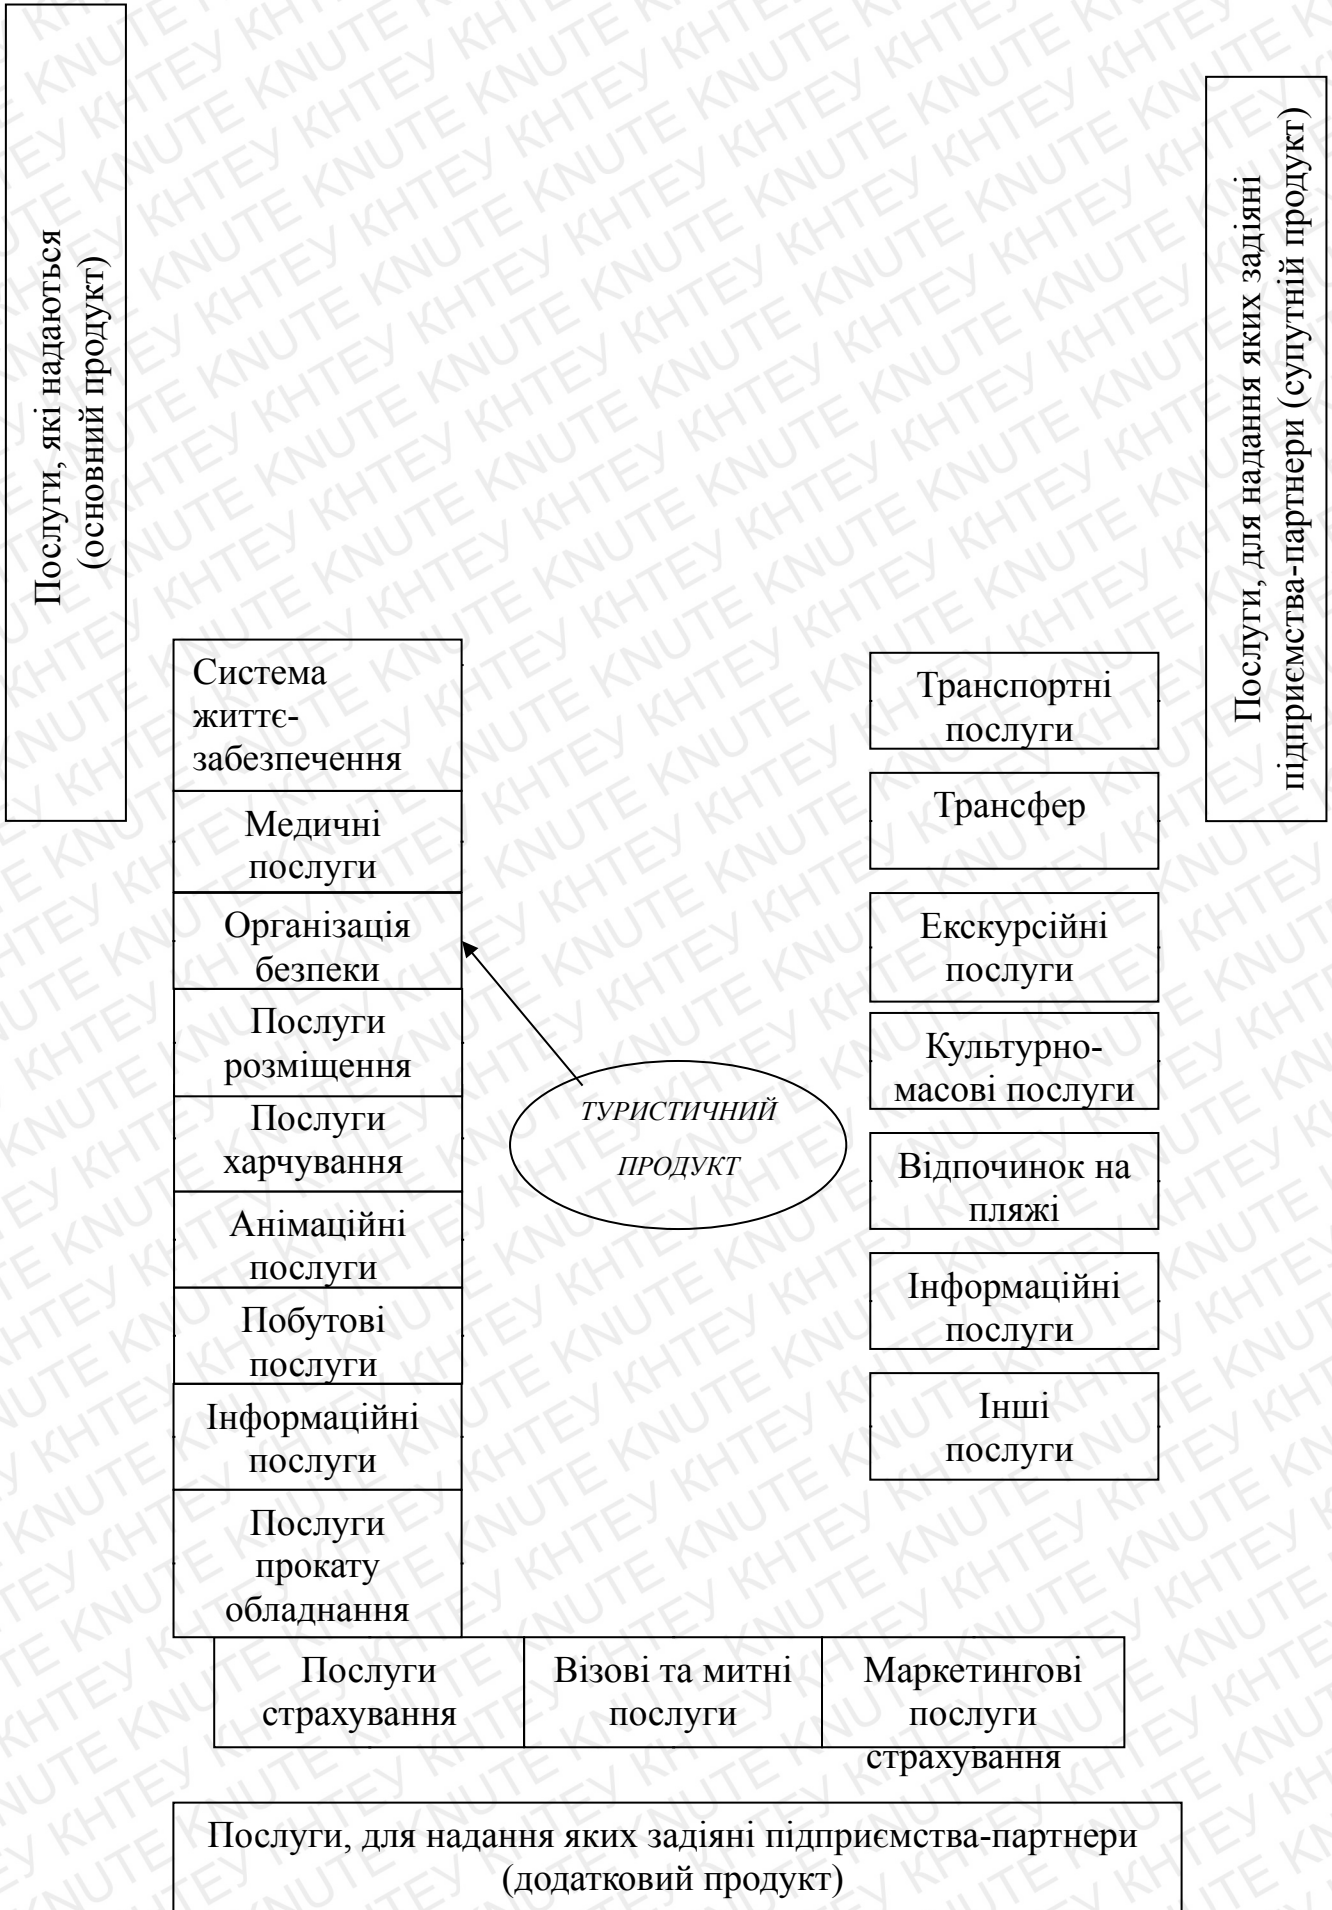 Послуги, які надаються
(основний продукт)
Послуги, для надання яких задіяні
підприємства-партнери (супутній продукт)
Система
життє-
забезпечення
Медичні
послуги
Організація
безпеки
Послуги
розміщення
Послуги
харчування
Анімаційні
послуги
Побутові
послуги
Інформаційні
послуги
Послуги
прокату
обладнання
ТУРИСТИЧНИЙ
ПРОДУКТ
Транспортні
послуги
Трансфер
Екскурсійні
послуги
Культурно-
масові послуги
Відпочинок на
пляжі
Інформаційні
послуги
Інші
послуги
Послуги
страхування
Візові та митні
послуги
Маркетингові
послуги
страхування
Послуги, для надання яких задіяні підприємства-партнери
(додатковий продукт)